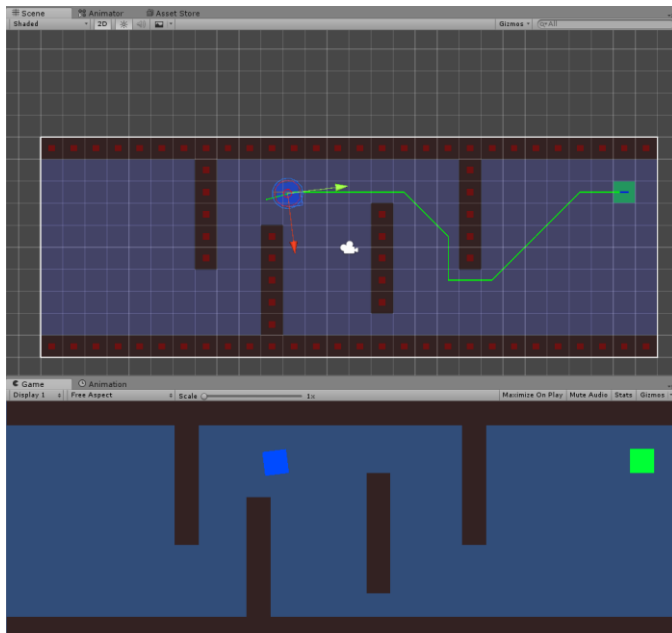 Scene Animator Asset Store
Shaded 2D Gizmos All
Game Animation
Display 1 Free Aspect Scale 1x Maximize On Play Mute Audio Stats Gizmos